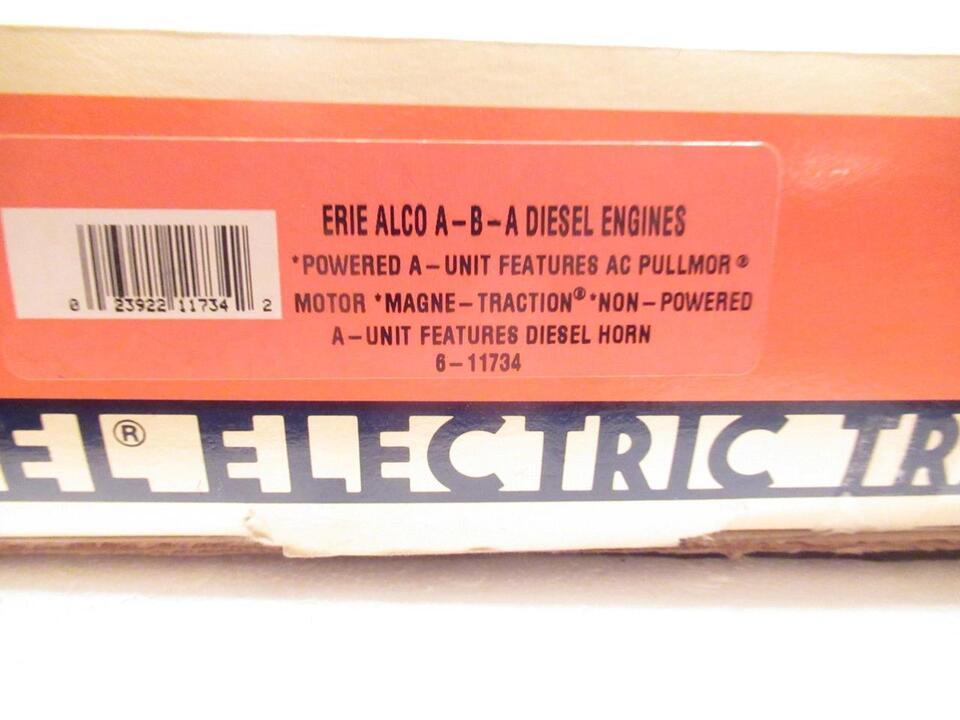 ERIE ALCO A-B-A DIESEL ENGINES
*POWERED A-UNIT FEATURES AC PULLMOR®
MOTOR *MAGNE-TRACTION® *NON-POWERED
A-UNIT FEATURES DIESEL HORN
6-11734
0 23922 11734 2
EL® ELECTRIC TR